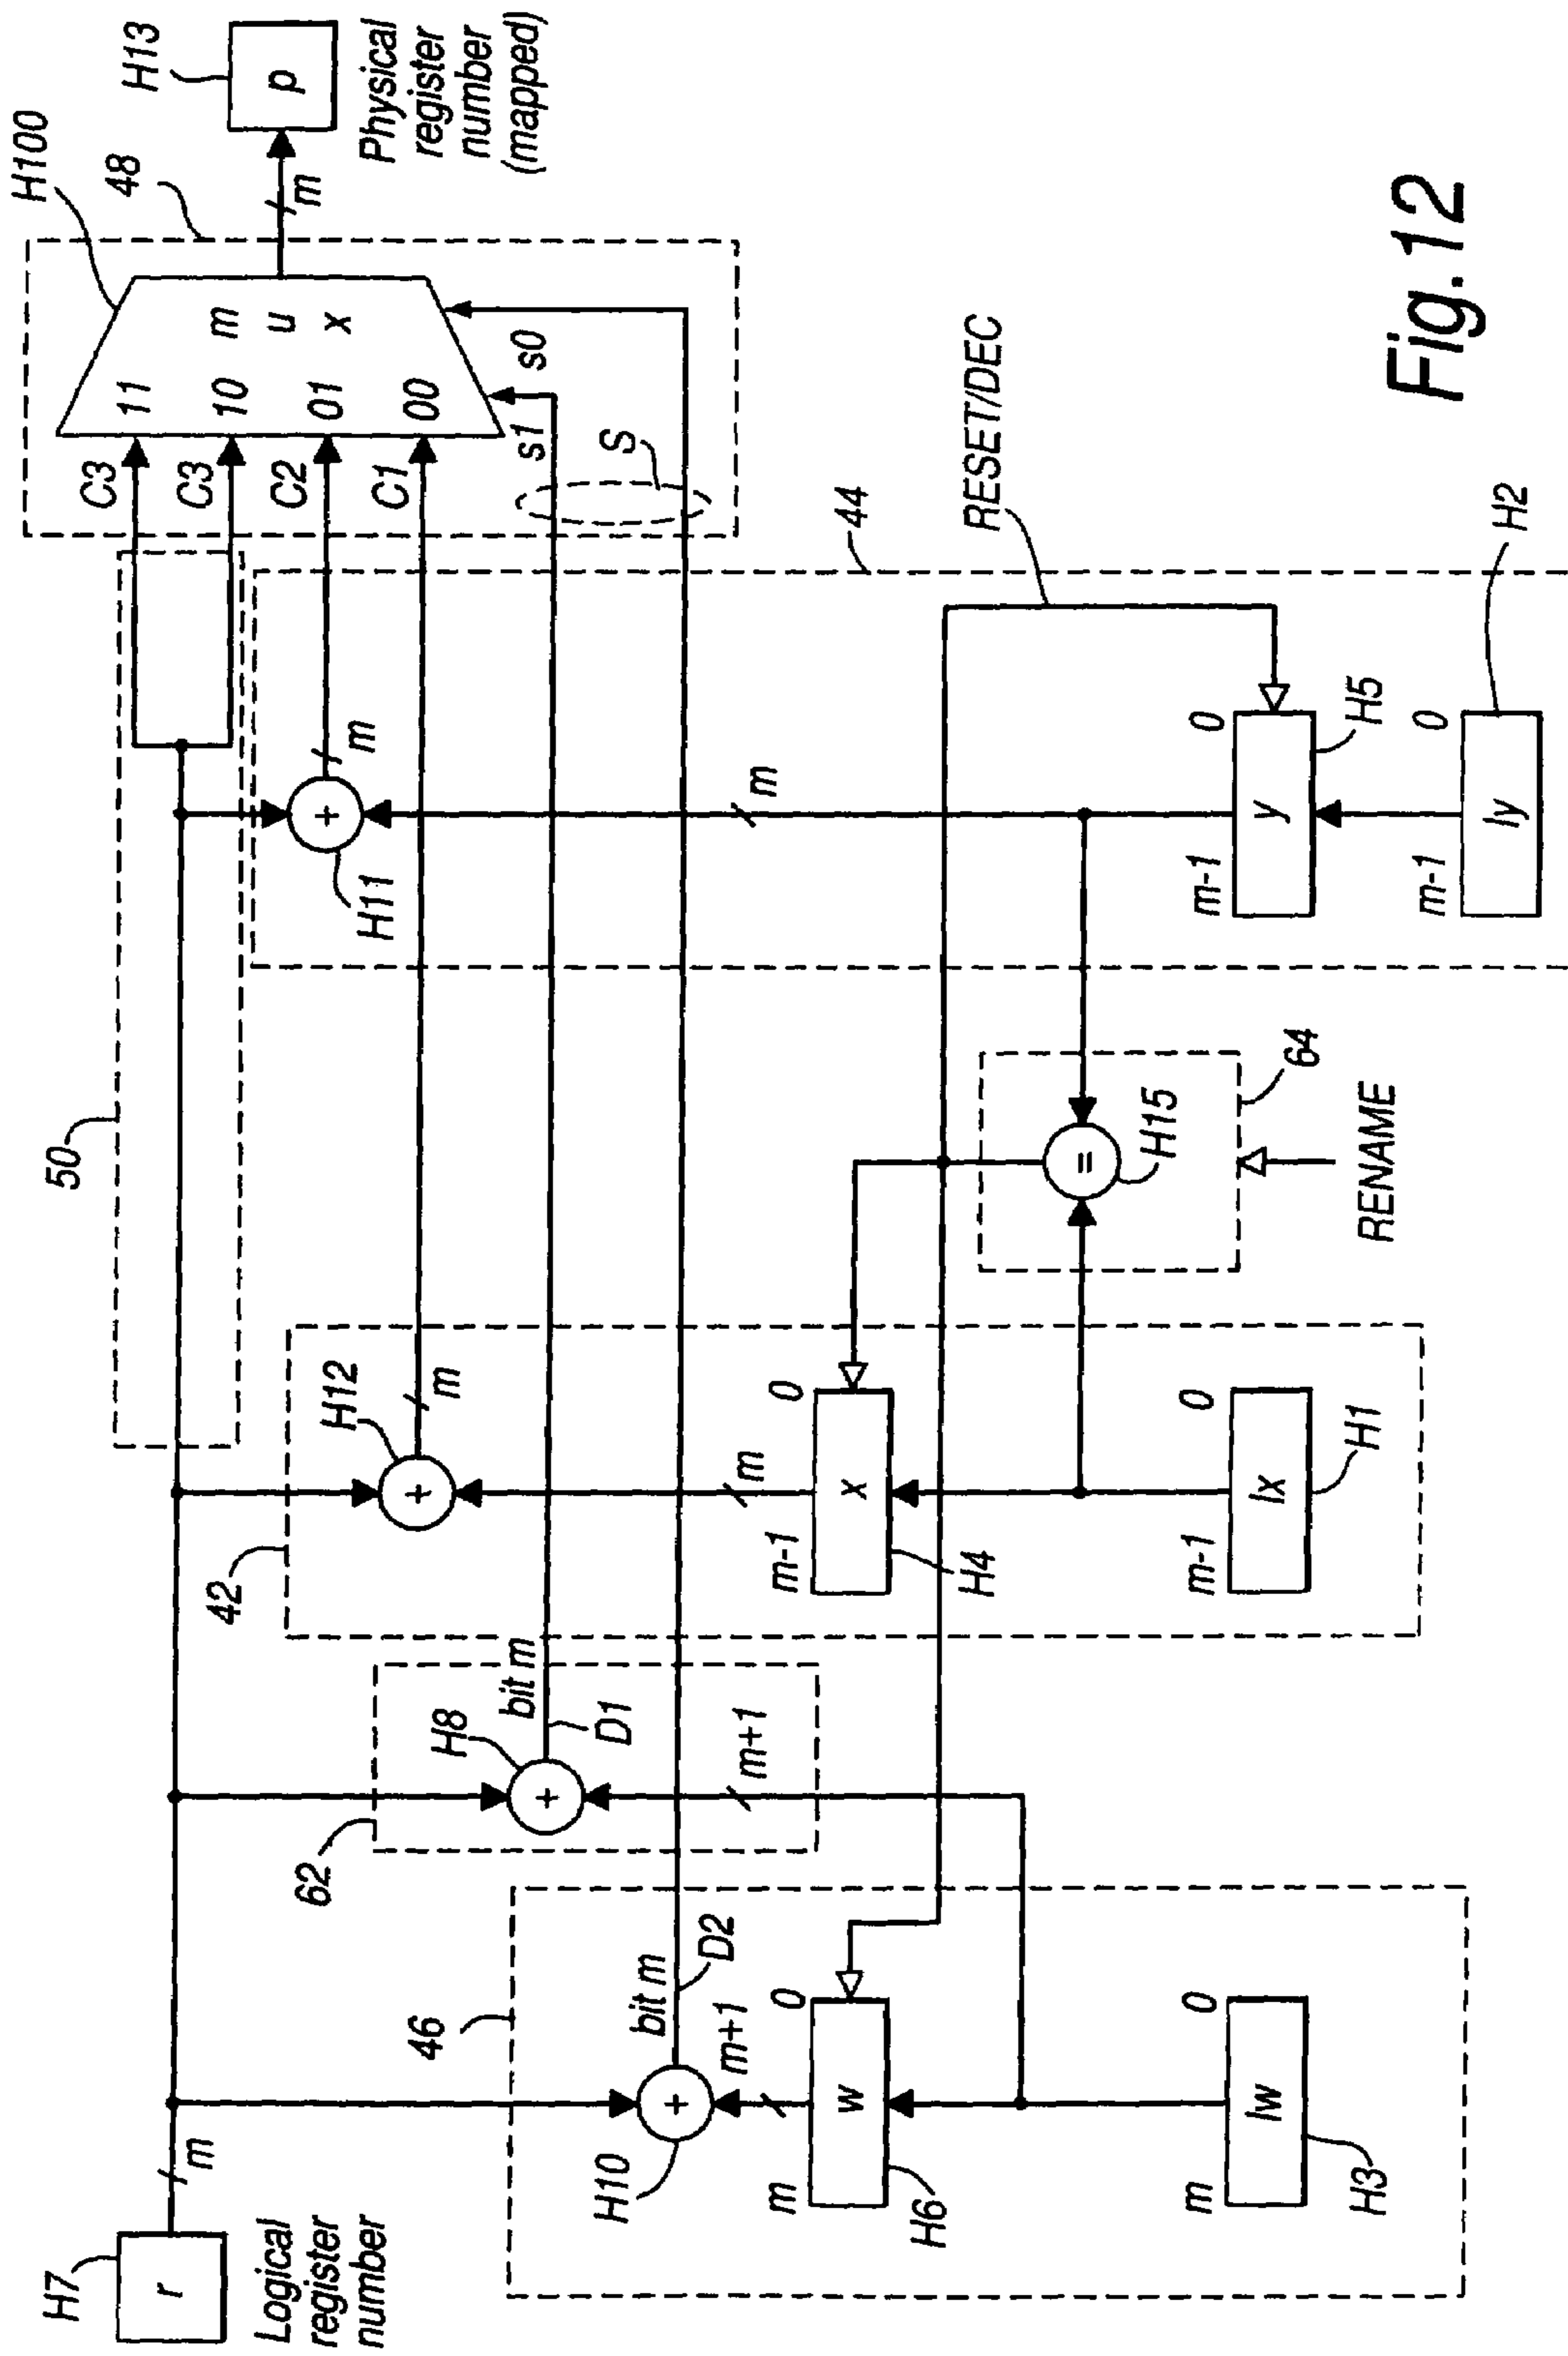 H7
r
Logical
register
number
m
50
H100
48
H13
p
m
Physical
register
number
(mapped)
11
10
01
00
m
u
x
C3
C3
C2
C1
s1
s0
S
62
H8
bit m
D1
m+1
42
H12
m
H11
m
46
H10
bit m
D2
m+1
m
w
0
H6
m
Iw
0
H3
m
m-1
x
0
H4
m-1
Ix
0
H1
=
H15
64
RENAME
RESET/DEC
44
m
m-1
y
0
H5
m-1
Iy
0
H2
+
+
+
+
Fig.12